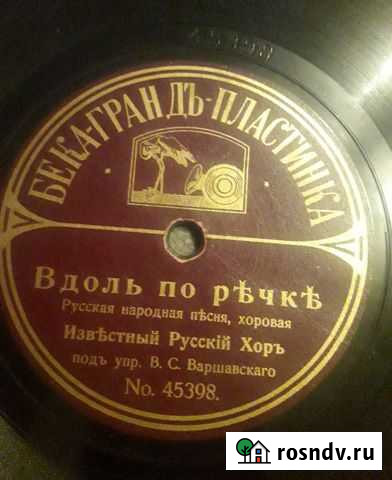 БЕКА-ГРАНДЪ-ПЛАСТИНКА
Вдоль по рѣчкѣ
Русская народная пѣсня, хоровая
Извѣстный Русскій Хоръ
подъ упр. В. С. Варшавскаго
No. 45398.
rosndv.ru